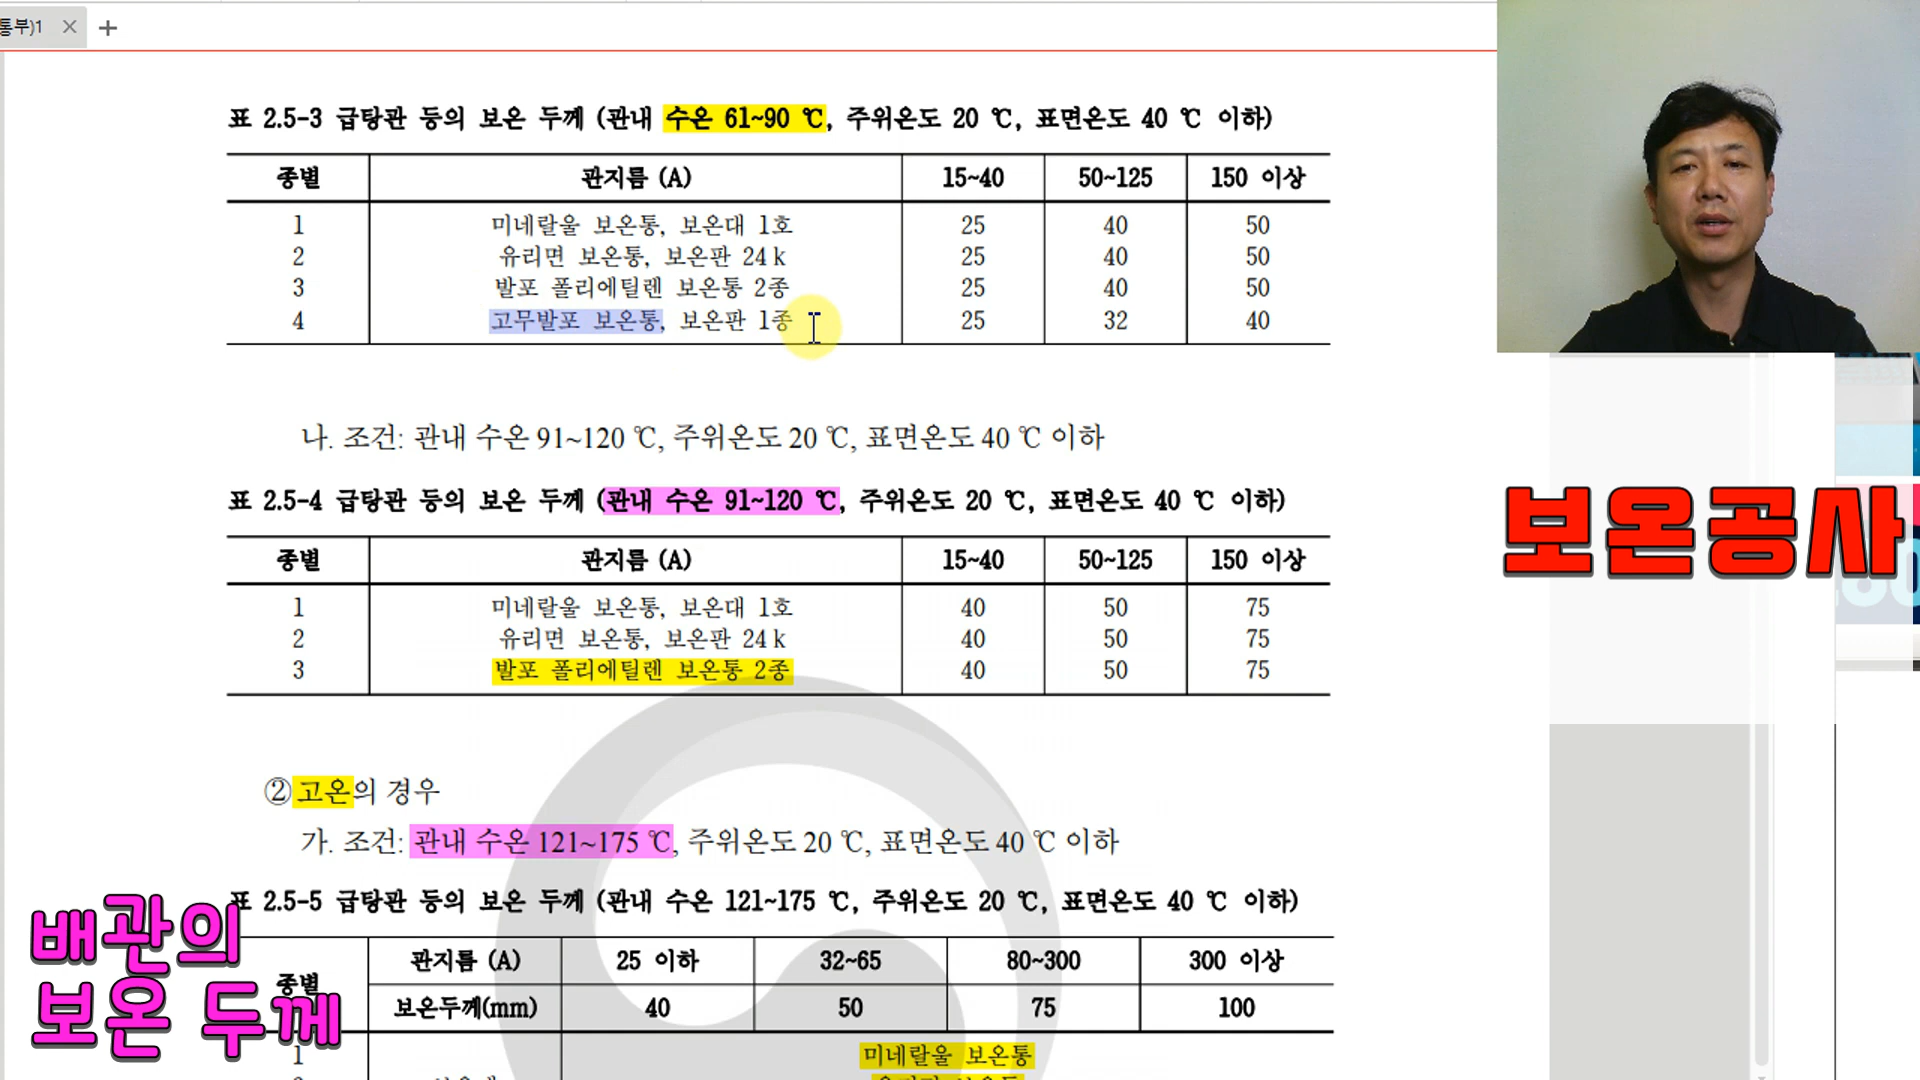 통부)1
표 2.5-3 급탕관 등의 보온 두께 (관내 수온 61~90 ℃, 주위온도 20 ℃, 표면온도 40 ℃ 이하)
종별 관지름 (A) 15~40 50~125 150 이상
1 미네랄울 보온통, 보온대 1호 25 40 50
2 유리면 보온통, 보온판 24 k 25 40 50
3 발포 폴리에틸렌 보온통 2종 25 40 50
4 고무발포 보온통, 보온판 1종 25 32 40
나. 조건: 관내 수온 91~120 ℃, 주위온도 20 ℃, 표면온도 40 ℃ 이하
표 2.5-4 급탕관 등의 보온 두께 (관내 수온 91~120 ℃, 주위온도 20 ℃, 표면온도 40 ℃ 이하)
종별 관지름 (A) 15~40 50~125 150 이상
1 미네랄울 보온통, 보온대 1호 40 50 75
2 유리면 보온통, 보온판 24 k 40 50 75
3 발포 폴리에틸렌 보온통 2종 40 50 75
보온공사
② 고온의 경우
가. 조건: 관내 수온 121~175 ℃, 주위온도 20 ℃, 표면온도 40 ℃ 이하
표 2.5-5 급탕관 등의 보온 두께 (관내 수온 121~175 ℃, 주위온도 20 ℃, 표면온도 40 ℃ 이하)
종별 관지름 (A) 25 이하 32~65 80~300 300 이상
보온두께(mm) 40 50 75 100
1 미네랄울 보온통
배관의
보온 두께